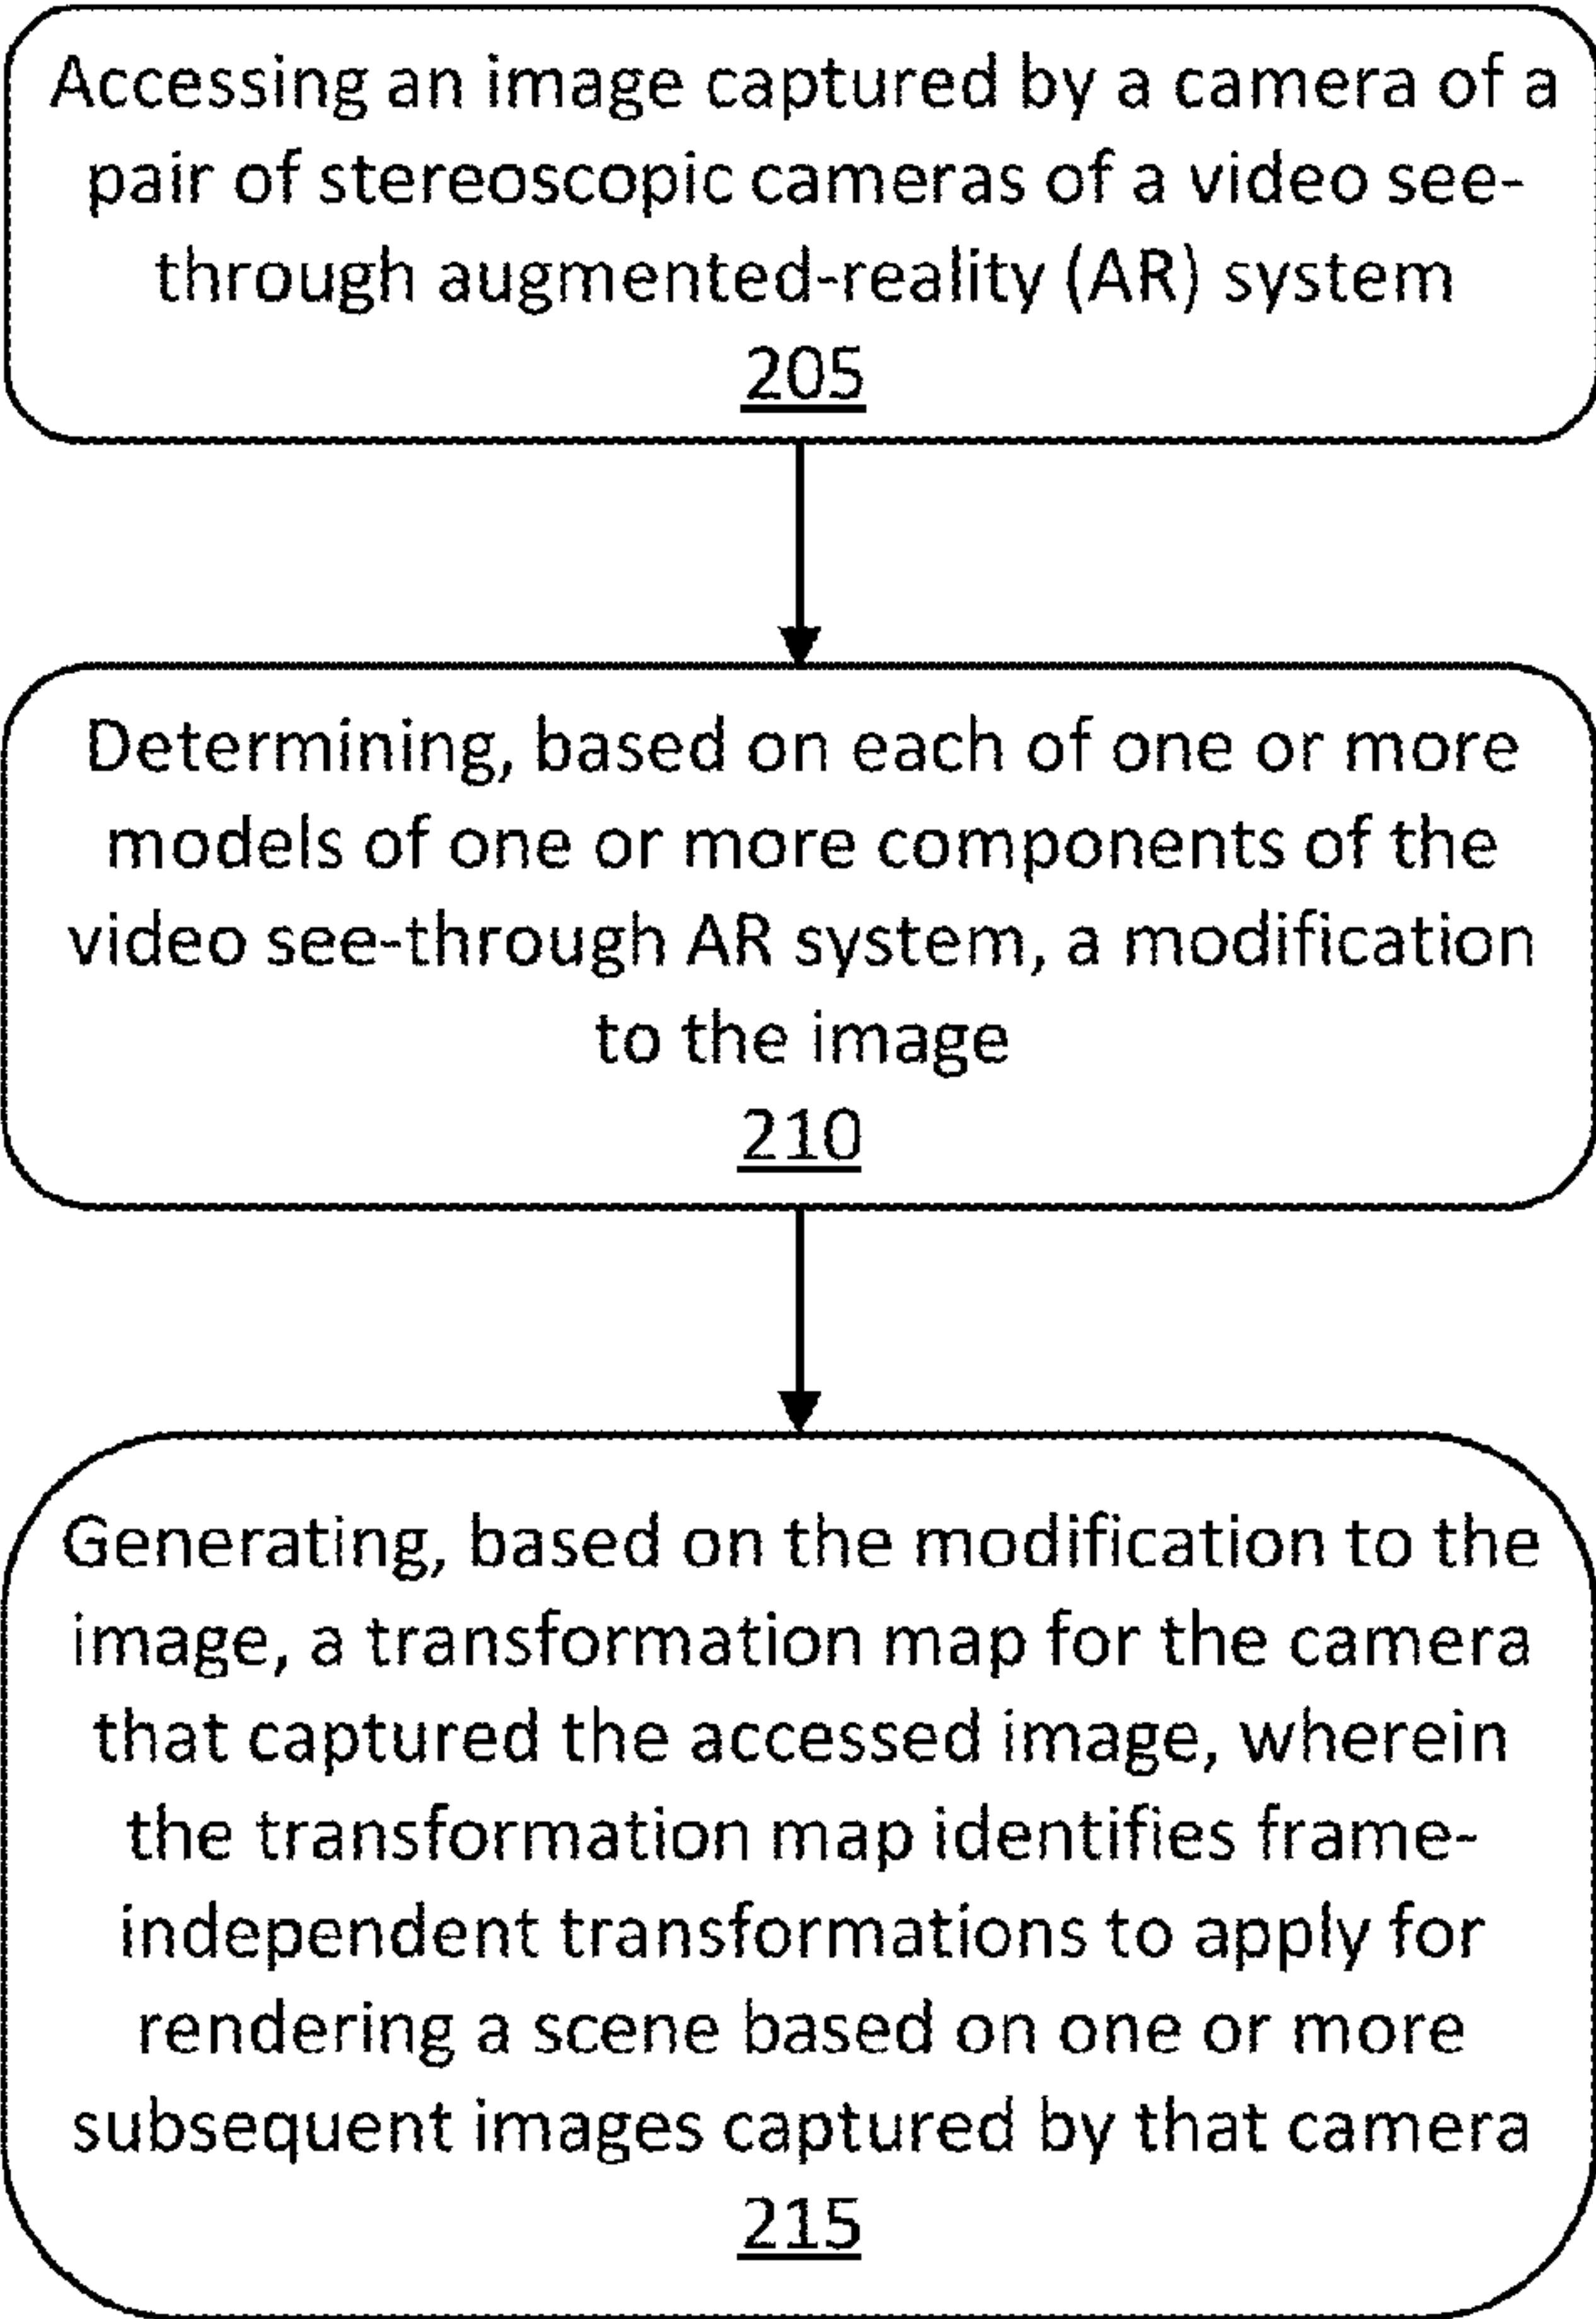 Accessing an image captured by a camera of a
pair of stereoscopic cameras of a video see-
through augmented-reality (AR) system
205
Determining, based on each of one or more
models of one or more components of the
video see-through AR system, a modification
to the image
210
Generating, based on the modification to the
image, a transformation map for the camera
that captured the accessed image, wherein
the transformation map identifies frame-
independent transformations to apply for
rendering a scene based on one or more
subsequent images captured by that camera
215